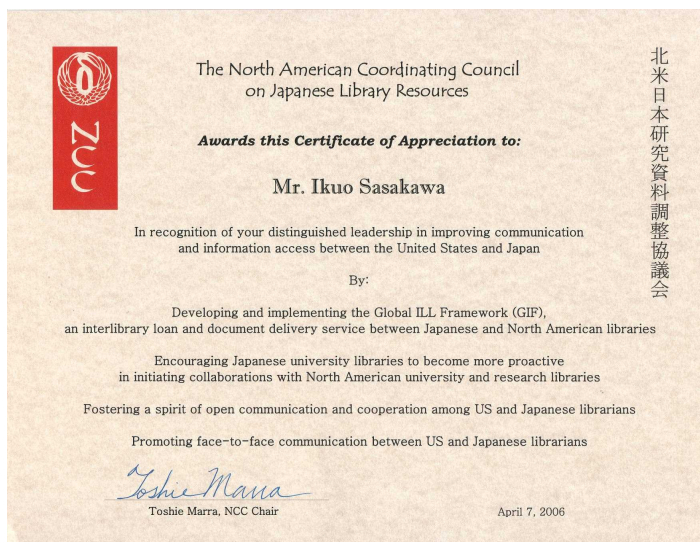 NCC
The North American Coordinating Council
on Japanese Library Resources
Awards this Certificate of Appreciation to:
Mr. Ikuo Sasakawa
In recognition of your distinguished leadership in improving communication
and information access between the United States and Japan
By:
Developing and implementing the Global ILL Framework (GIF),
an interlibrary loan and document delivery service between Japanese and North American libraries
Encouraging Japanese university libraries to become more proactive
in initiating collaborations with North American university and research libraries
Fostering a spirit of open communication and cooperation among US and Japanese librarians
Promoting face-to-face communication between US and Japanese librarians
Toshie Marra
Toshie Marra, NCC Chair
April 7, 2006
北米日本研究資料調整協議会